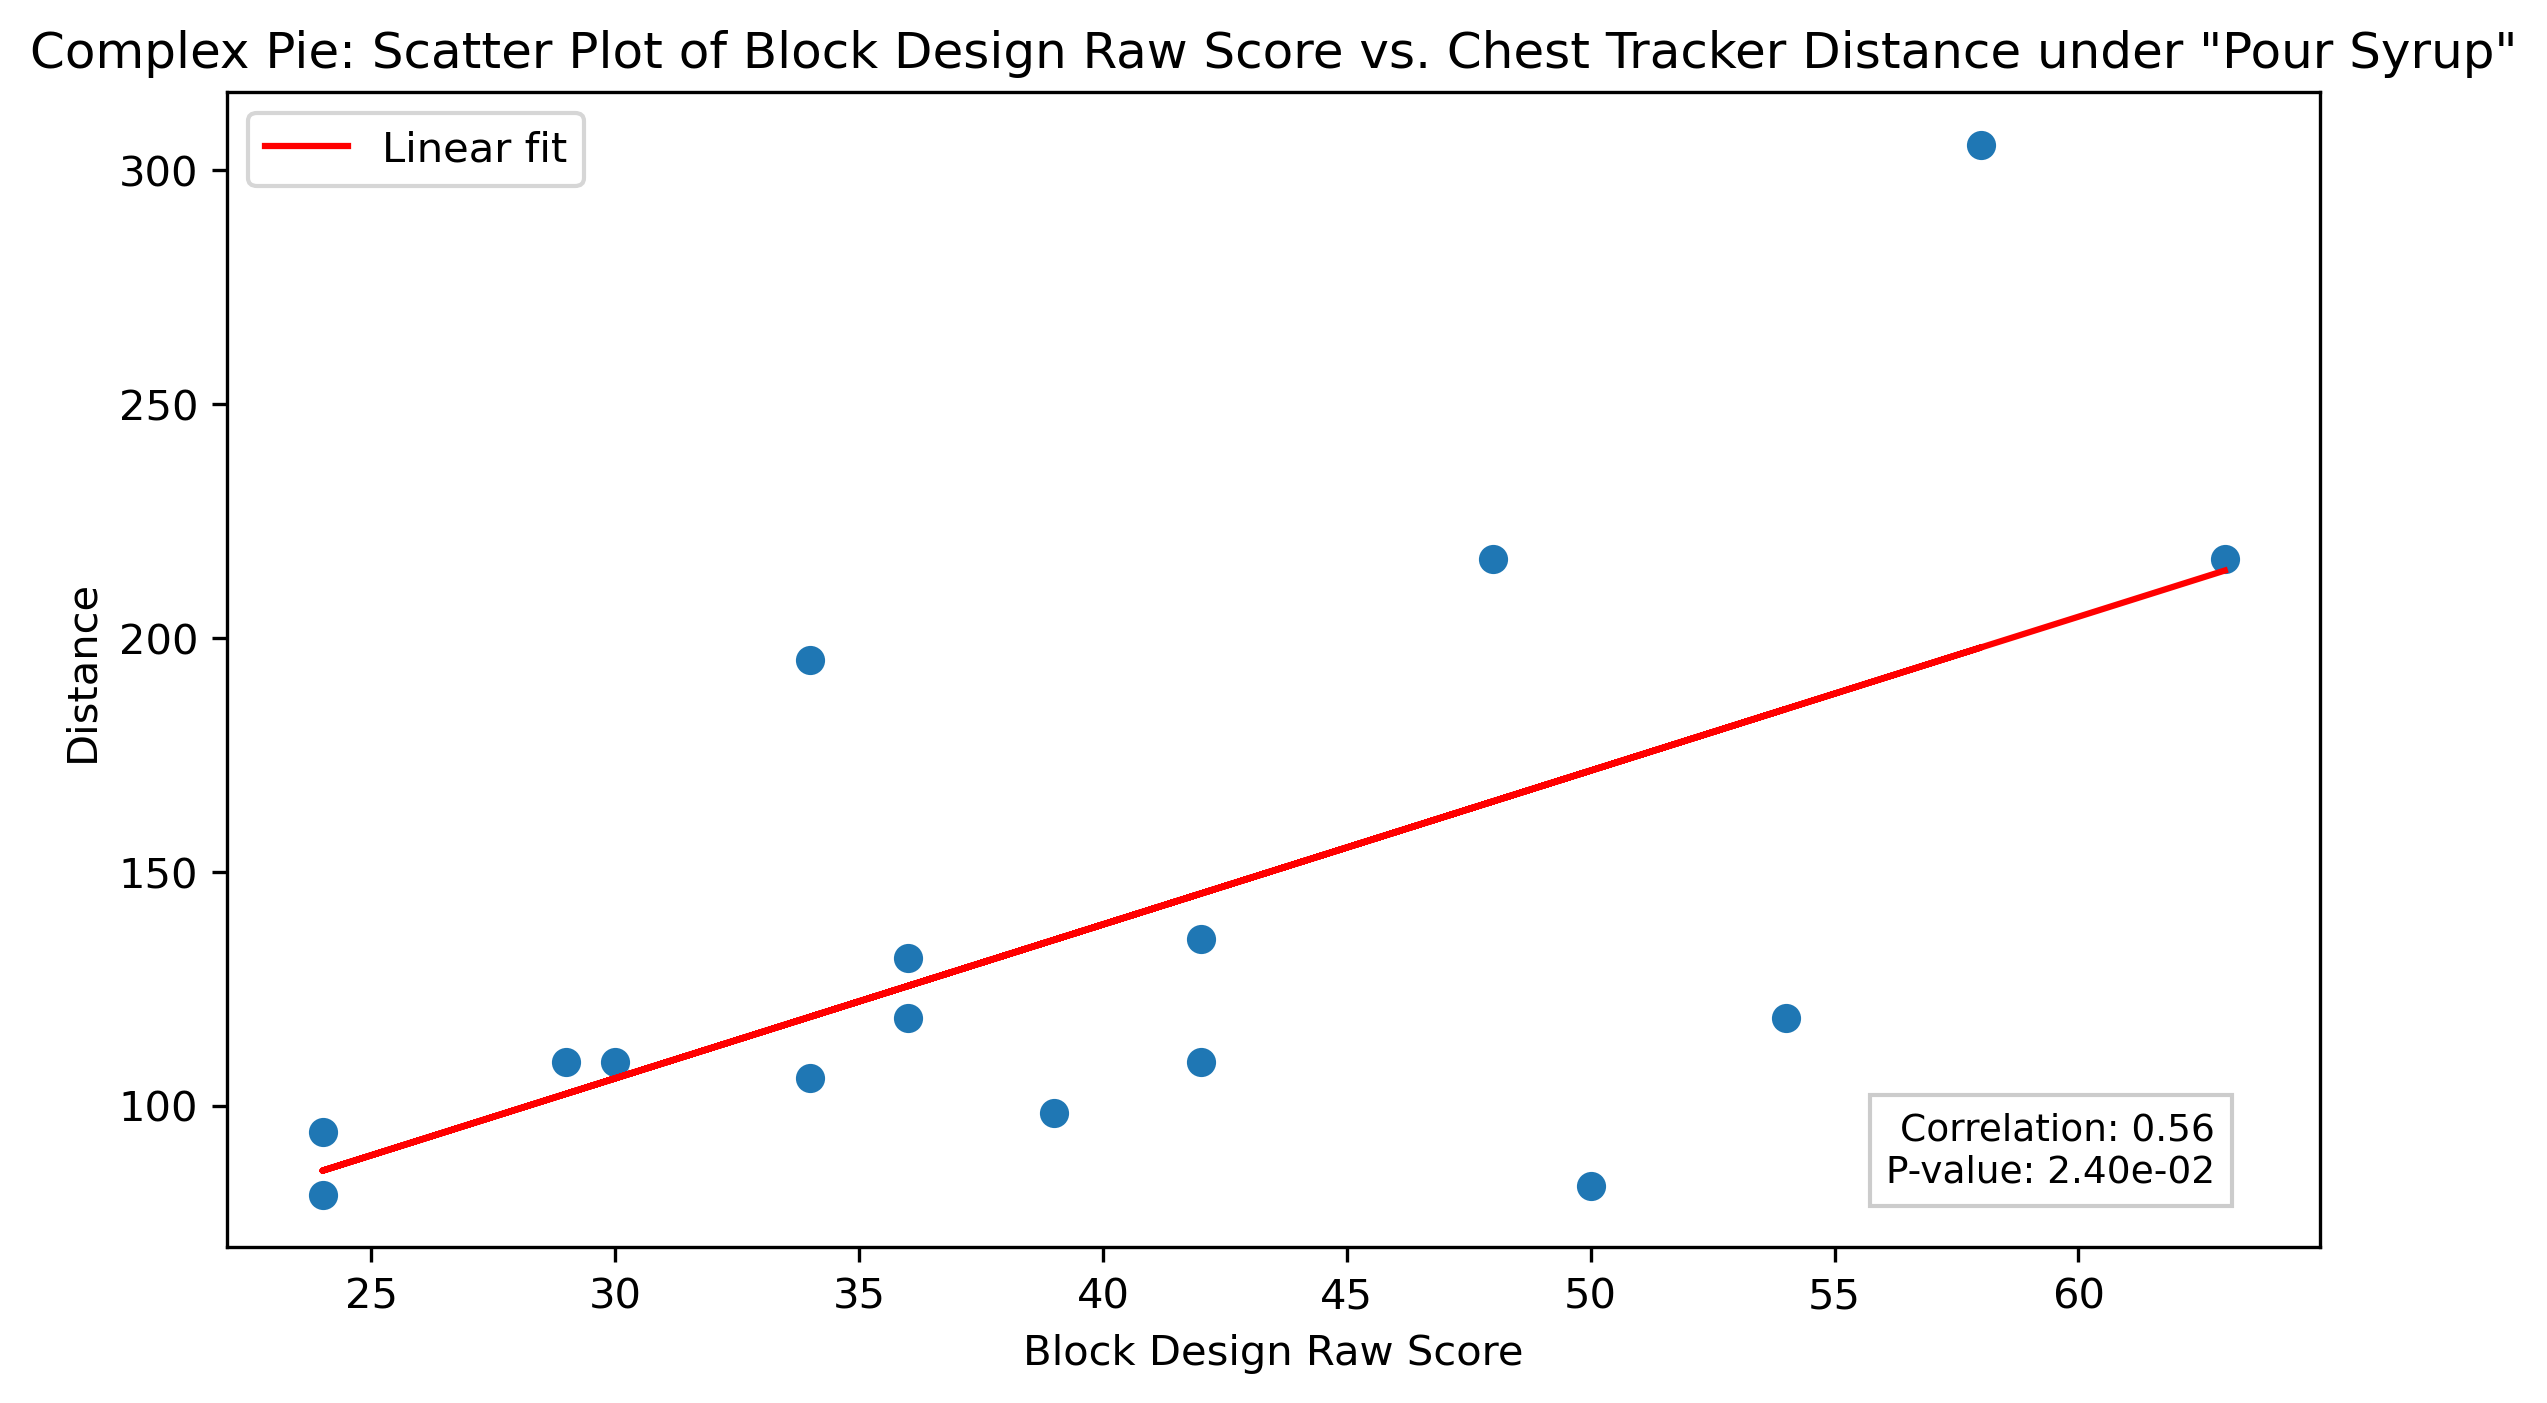 Complex Pie: Scatter Plot of Block Design Raw Score vs. Chest Tracker Distance under "Pour Syrup"
Linear fit
300
250
200
150
100
Distance
Correlation: 0.56
P-value: 2.40e-02
25 30 35 40 45 50 55 60
Block Design Raw Score